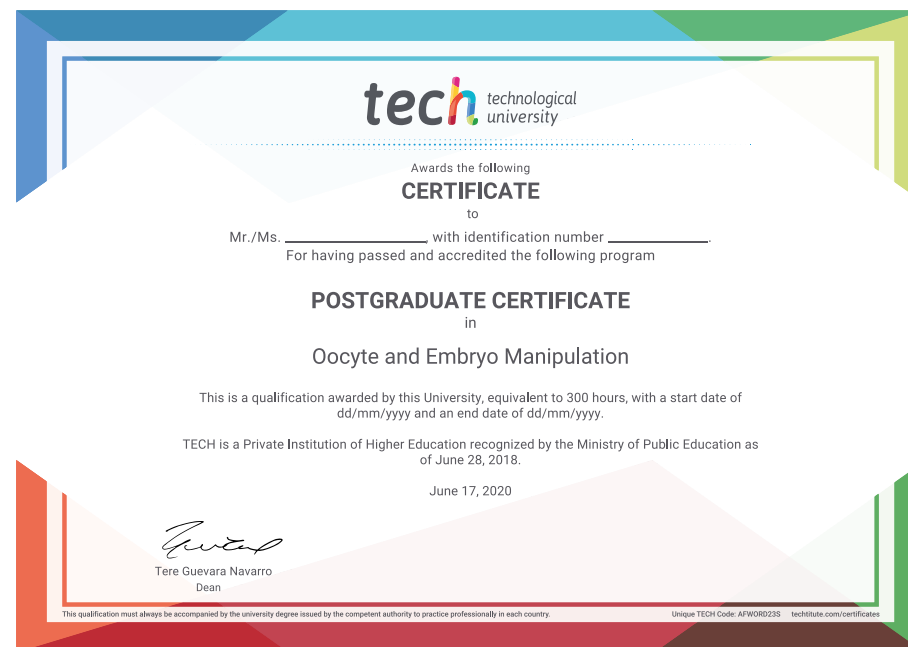 tech technological
university
Awards the following
CERTIFICATE
to
Mr./Ms. ____________________, with identification number ______________.
For having passed and accredited the following program
POSTGRADUATE CERTIFICATE
in
Oocyte and Embryo Manipulation
This is a qualification awarded by this University, equivalent to 300 hours, with a start date of
dd/mm/yyyy and an end date of dd/mm/yyyy.
TECH is a Private Institution of Higher Education recognized by the Ministry of Public Education as
of June 28, 2018.
June 17, 2020
Tere Guevara Navarro
Dean
This qualification must always be accompanied by the university degree issued by the competent authority to practice professionally in each country. Unique TECH Code: AFWORD23S techtitute.com/certificates